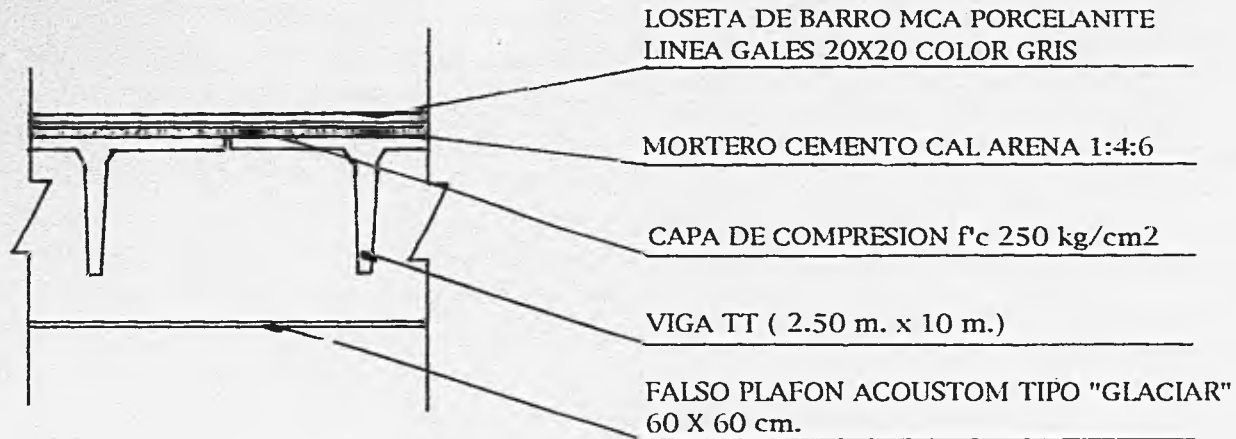 LOSETA DE BARRO MCA PORCELANITE
LINEA GALES 20X20 COLOR GRIS
MORTERO CEMENTO CAL ARENA 1:4:6
CAPA DE COMPRESION f'c 250 kg/cm2
VIGA TT ( 2.50 m. x 10 m.)
FALSO PLAFON ACOUSTOM TIPO "GLACIAR"
60 X 60 cm.